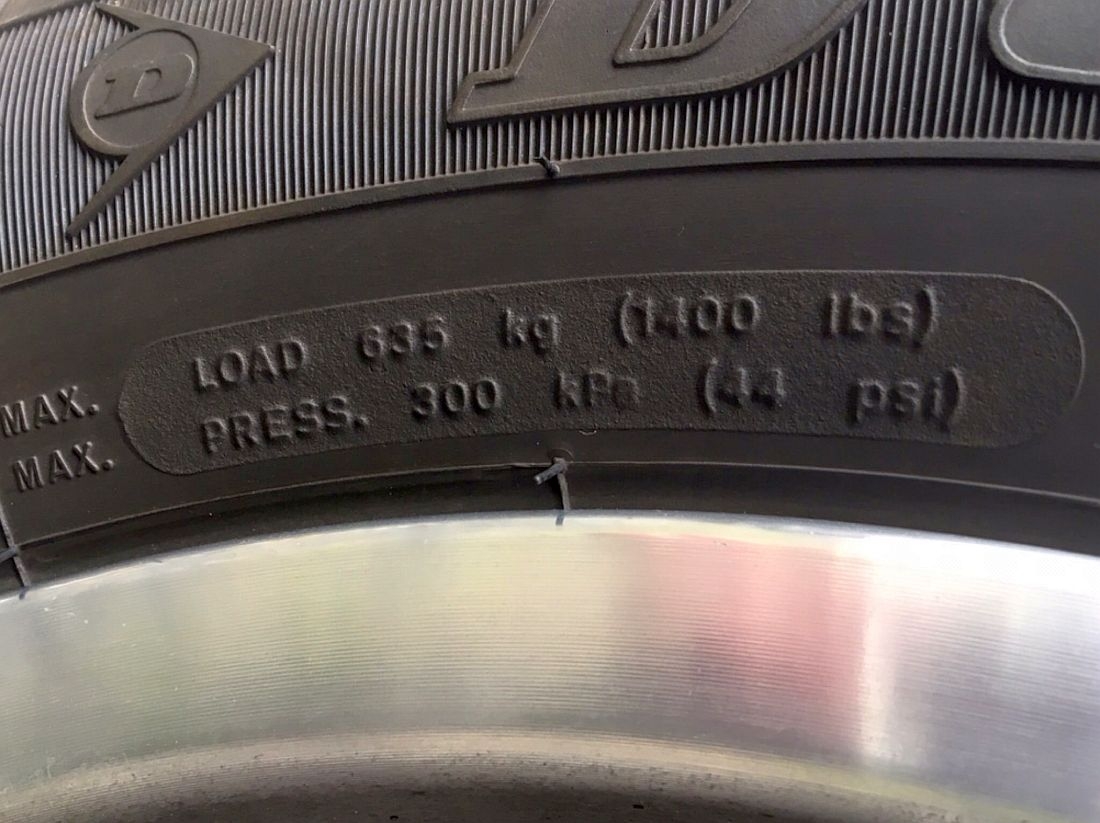 D
D
MAX. LOAD 635 kg (1400 lbs)
MAX. PRESS. 300 kPa (44 psi)